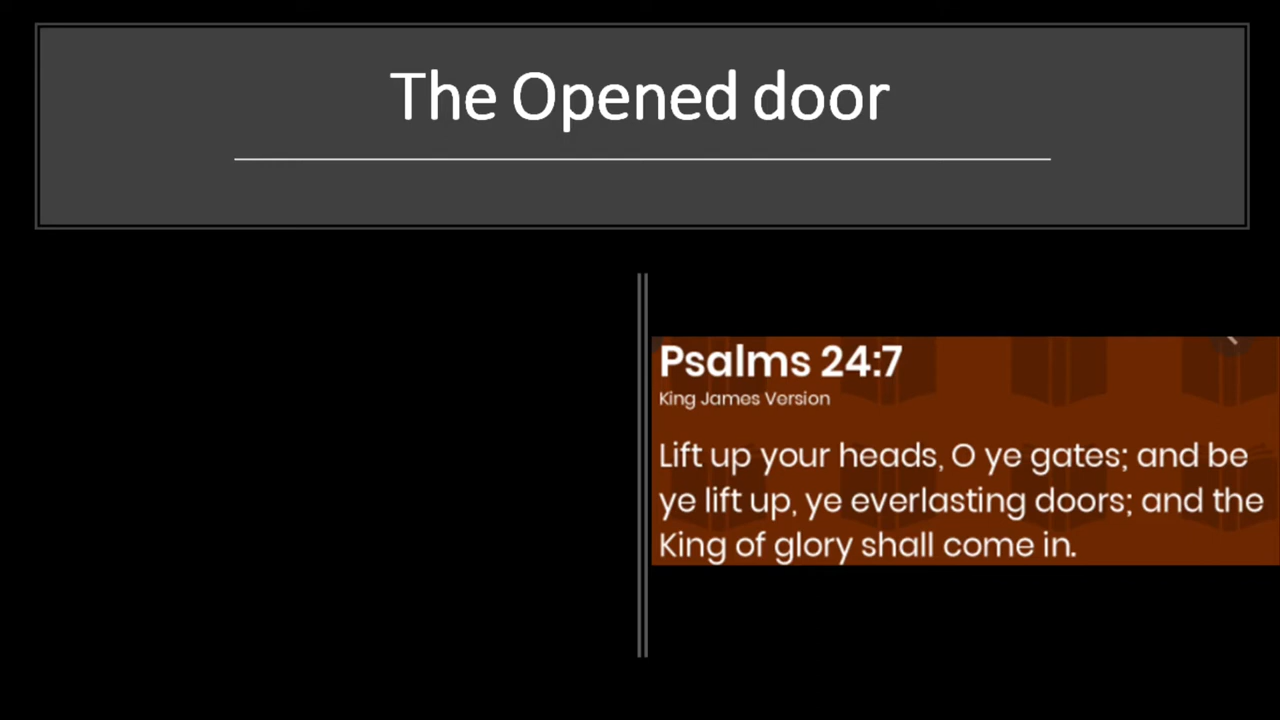 The Opened door
Psalms 24:7
King James Version
Lift up your heads, O ye gates; and be
ye lift up, ye everlasting doors; and the
King of glory shall come in.